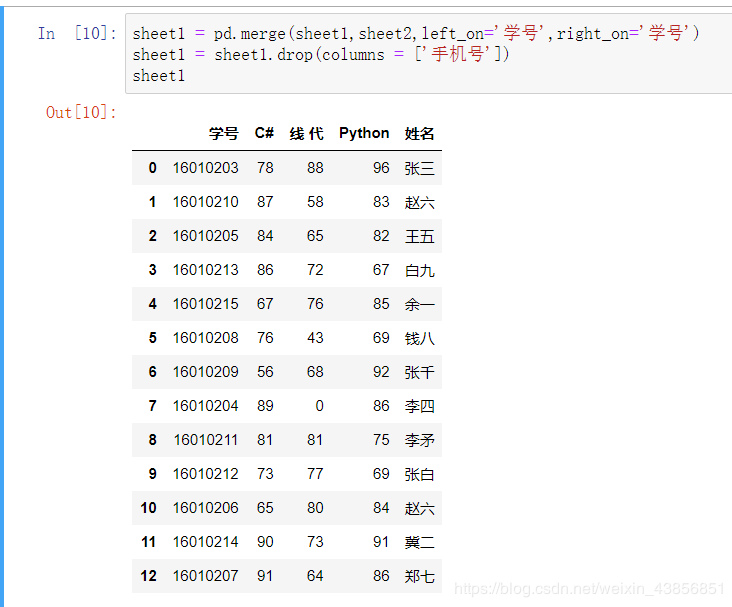 In [10]: sheet1 = pd.merge(sheet1,sheet2,left_on='学号',right_on='学号')
sheet1 = sheet1.drop(columns = ['手机号'])
sheet1
Out[10]:
学号 C# 线 代 Python 姓名
0 16010203 78 88 96 张三
1 16010210 87 58 83 赵六
2 16010205 84 65 82 王五
3 16010213 86 72 67 白九
4 16010215 67 76 85 余一
5 16010208 76 43 69 钱八
6 16010209 56 68 92 张千
7 16010204 89 0 86 李四
8 16010211 81 81 75 李矛
9 16010212 73 77 69 张白
10 16010206 65 80 84 赵六
11 16010214 90 73 91 冀二
12 16010207 91 64 86 郑七
https://blog.csdn.net/weixin_43856851